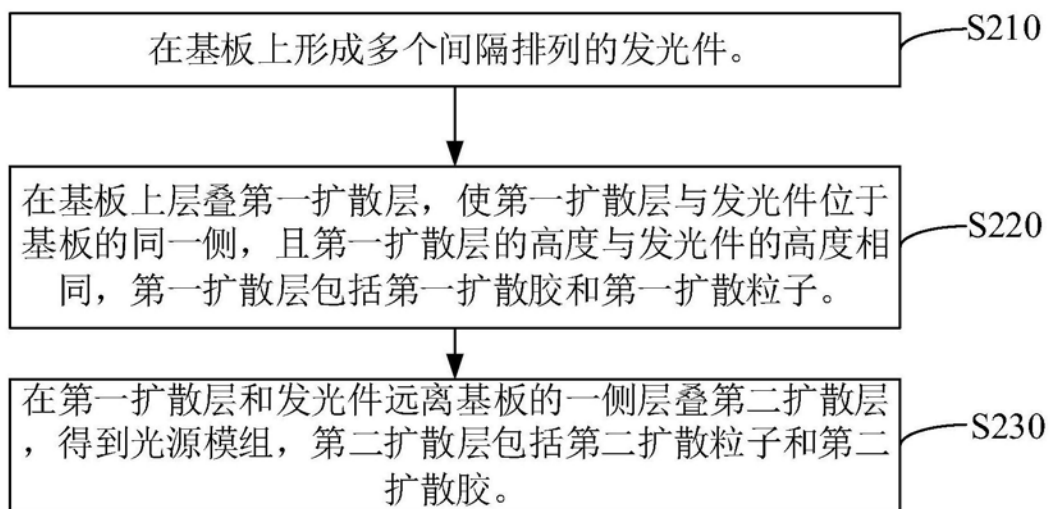 在基板上形成多个间隔排列的发光件。
S210
在基板上层叠第一扩散层，使第一扩散层与发光件位于
基板的同一侧，且第一扩散层的高度与发光件的高度相
同，第一扩散层包括第一扩散胶和第一扩散粒子。
S220
在第一扩散层和发光件远离基板的一侧层叠第二扩散层
，得到光源模组，第二扩散层包括第二扩散粒子和第二
扩散胶。
S230